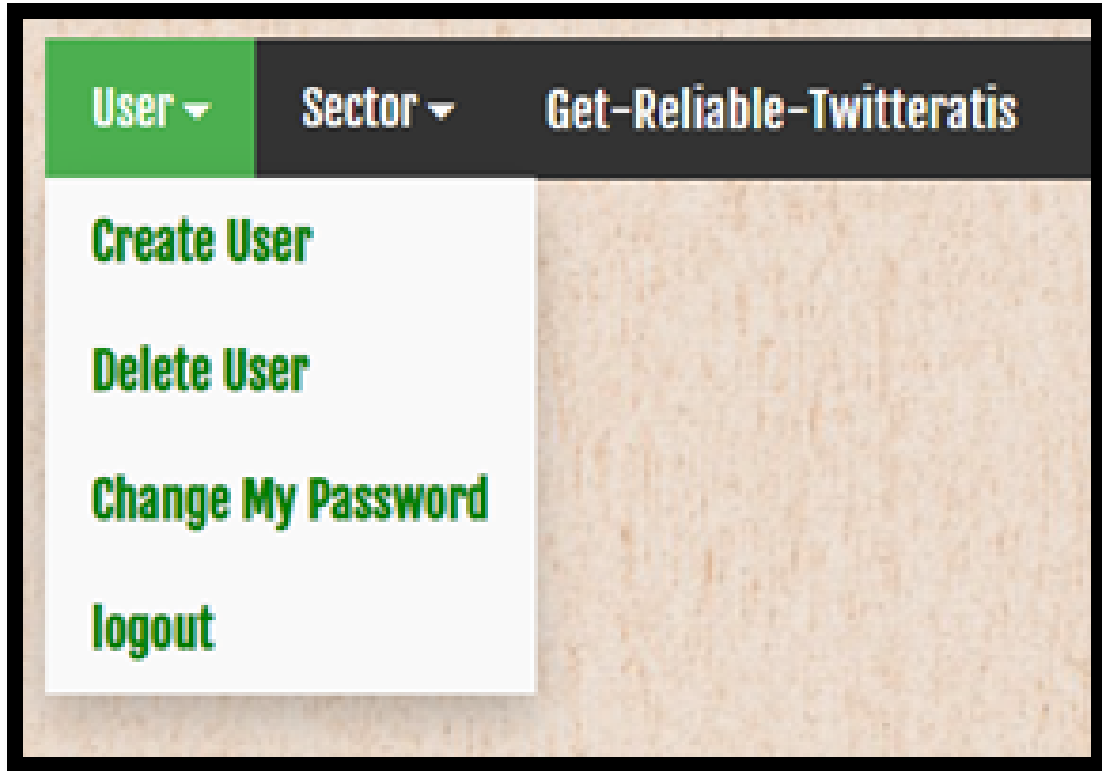 User Sector Get-Reliable-Twitteratis
Create User
Delete User
Change My Password
logout